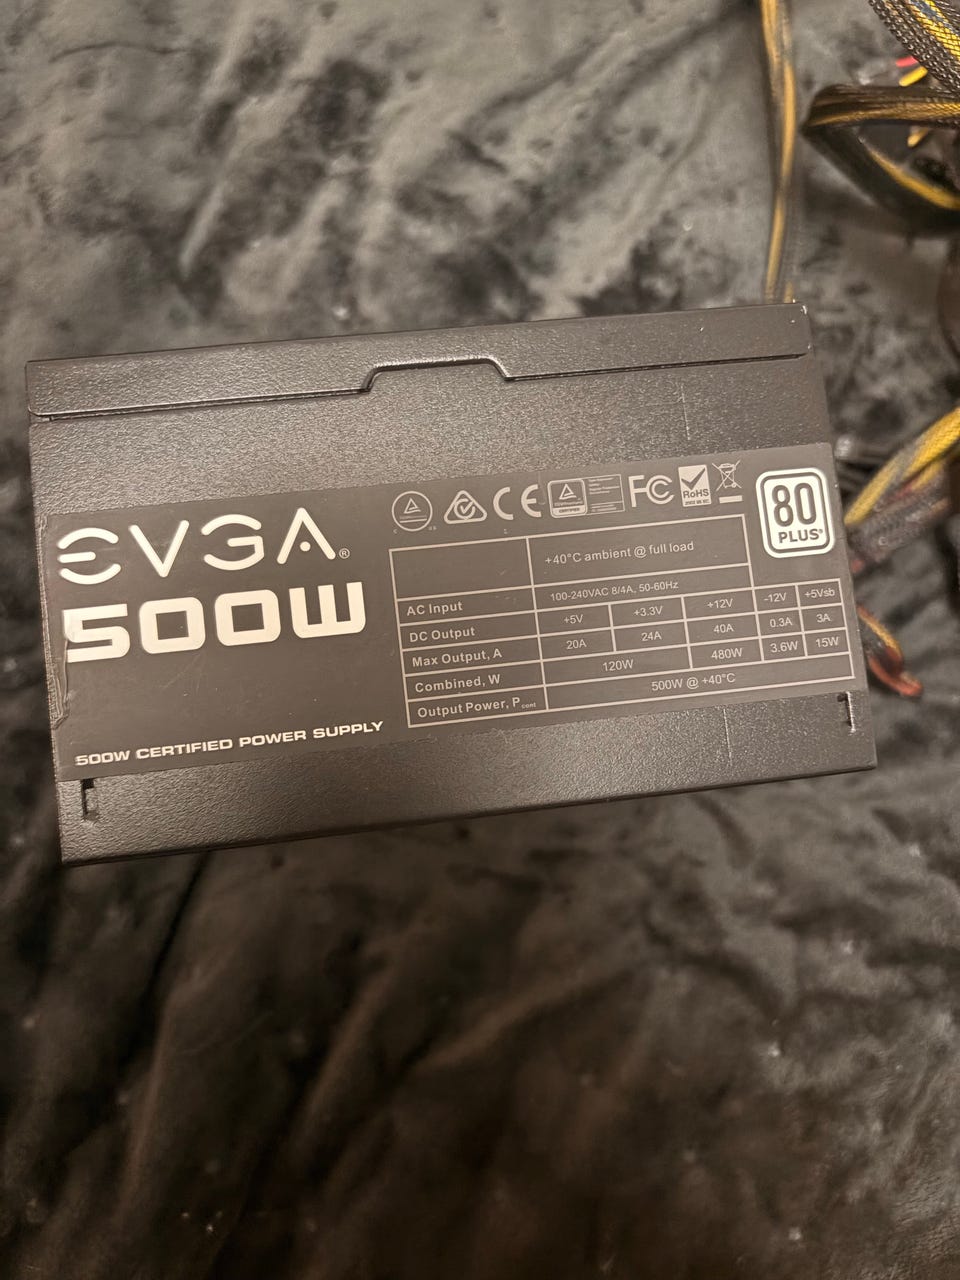 EVGA®
500W
500W CERTIFIED POWER SUPPLY
CE
FC
RoHS
80
PLUS®
+40°C ambient @ full load
AC Input 100-240VAC 8/4A, 50-60Hz
DC Output +5V +3.3V +12V -12V +5Vsb
Max Output, A 20A 24A 40A 0.3A 3A
Combined, W 120W 480W 3.6W 15W
Output Power, Pcont 500W @ +40°C